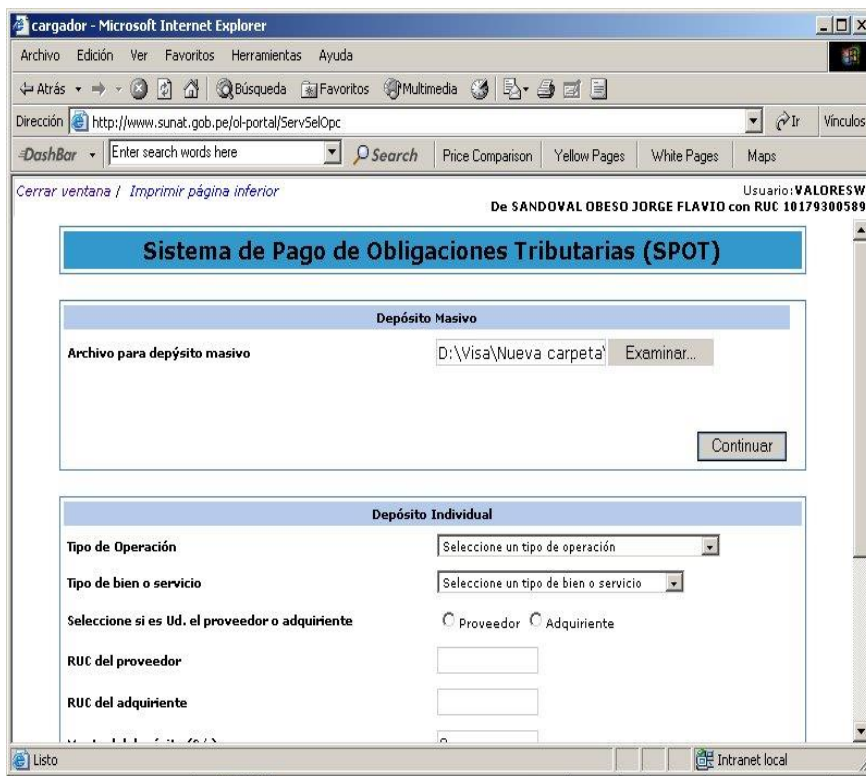 cargador - Microsoft Internet Explorer
Archivo Edición Ver Favoritos Herramientas Ayuda
Atrás Búsqueda Favoritos Multimedia
Dirección http://www.sunat.gob.pe/ol-portal/ServSelOpc Ir Vínculos
DashBar Enter search words here Search Price Comparison Yellow Pages White Pages Maps
Cerrar ventana / Imprimir página inferior Usuario:VALORESW
De SANDOVAL OBESO JORGE FLAVIO con RUC 10179300589
Sistema de Pago de Obligaciones Tributarias (SPOT)
Depósito Masivo
Archivo para depýsito masivo D:\Visa\Nueva carpeta\ Examinar...
Continuar
Depósito Individual
Tipo de Operación Seleccione un tipo de operación
Tipo de bien o servicio Seleccione un tipo de bien o servicio
Seleccione si es Ud. el proveedor o adquiriente Proveedor Adquiriente
RUC del proveedor
RUC del adquiriente
Listo Intranet local